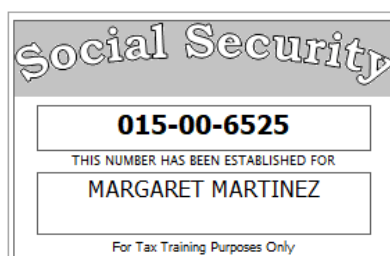 Social Security
015-00-6525
THIS NUMBER HAS BEEN ESTABLISHED FOR
MARGARET MARTINEZ
For Tax Training Purposes Only